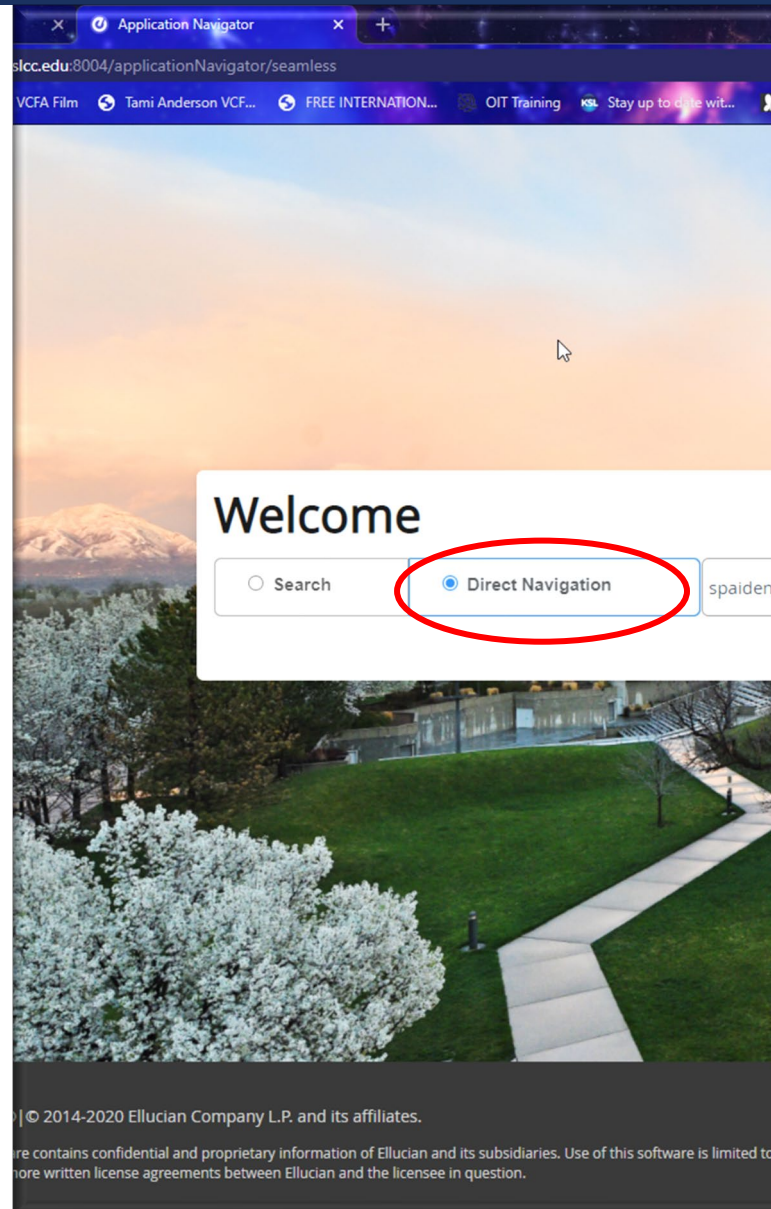 Application Navigator
slcc.edu:8004/applicationNavigator/seamless
VCFA Film Tami Anderson VCF... FREE INTERNATION... OIT Training KSL Stay up to date wit...
Welcome
Search Direct Navigation spaiden
|© 2014-2020 Ellucian Company L.P. and its affiliates.
re contains confidential and proprietary information of Ellucian and its subsidiaries. Use of this software is limited to
ore written license agreements between Ellucian and the licensee in question.